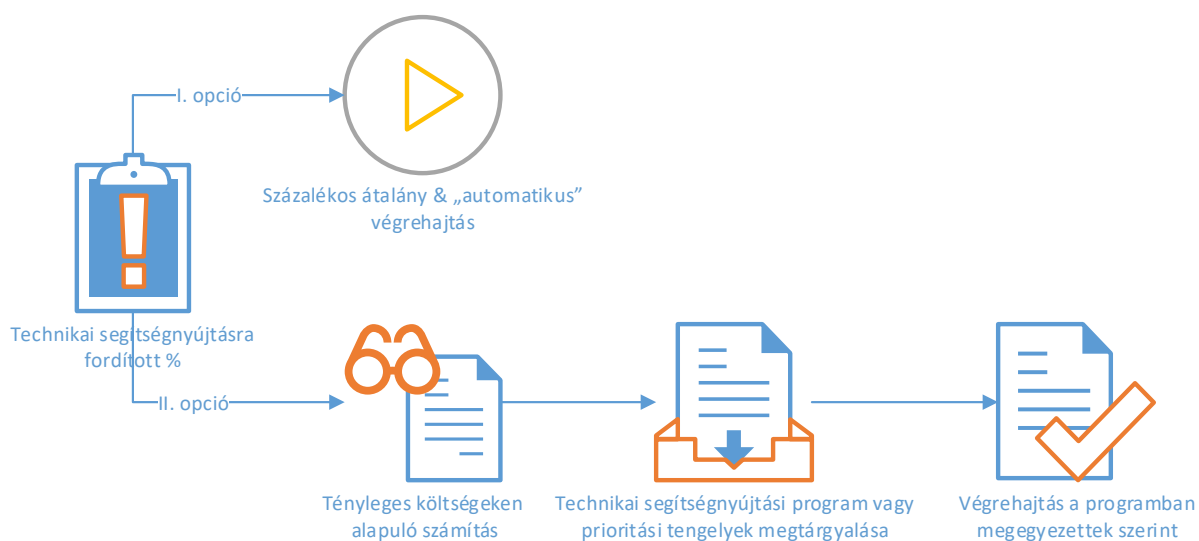 I. opció
Százalékos átalány & „automatikus”
végrehajtás
Technikai segítségnyújtásra
fordított %
II. opció
Tényleges költségeken
alapuló számítás
Technikai segítségnyújtási program vagy
prioritási tengelyek megtárgyalása
Végrehajtás a programban
megegyezettek szerint